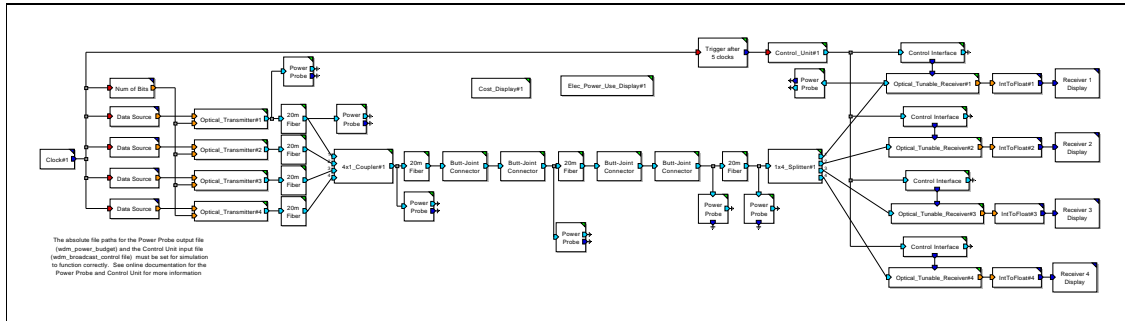 Trigger after
5 clocks
Control_Unit#1
Control Interface
Power
Probe
Cost_Display#1
Elec_Power_Use_Display#1
Power
Probe
Optical_Tunable_Receiver#1
IntToFloat#1
Receiver 1
Display
Num of Bits
Data Source
Optical_Transmitter#1
20m
Fiber
Power
Probe
Control Interface
Data Source
Optical_Transmitter#2
20m
Fiber
Optical_Tunable_Receiver#2
IntToFloat#2
Receiver 2
Display
Clock#1
4x1_Coupler#1
20m
Fiber
Butt-Joint
Connector
Butt-Joint
Connector
20m
Fiber
Butt-Joint
Connector
Butt-Joint
Connector
20m
Fiber
1x4_Splitter#1
Data Source
Optical_Transmitter#3
20m
Fiber
Control Interface
Data Source
Optical_Transmitter#4
20m
Fiber
Power
Probe
Power
Probe
Power
Probe
Optical_Tunable_Receiver#3
IntToFloat#3
Receiver 3
Display
Power
Probe
Control Interface
Optical_Tunable_Receiver#4
IntToFloat#4
Receiver 4
Display
The absolute file paths for the Power Probe output file
(wdm_power_budget) and the Control Unit input file
(wdm_broadcast_control file) must be set for simulation
to function correctly. See online documentation for the
Power Probe and Control Unit for more information